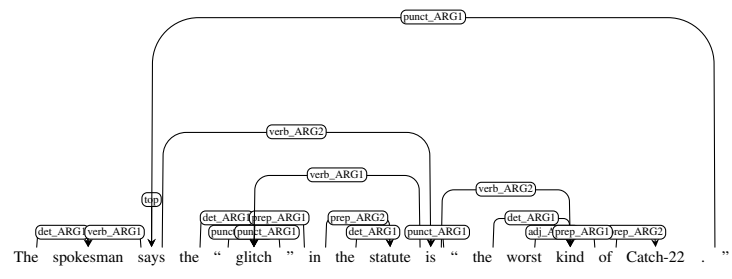 punct_ARG1
verb_ARG2
verb_ARG1
top
verb_ARG2
det_ARG1 prep_ARG1 prep_ARG2 det_ARG1
det_ARG1 verb_ARG1 punct_ARG1 det_ARG1 punct_ARG1 prep_ARG1 prep_ARG2
The spokesman says the “ glitch ” in the statute is “ the worst kind of Catch-22 . ”